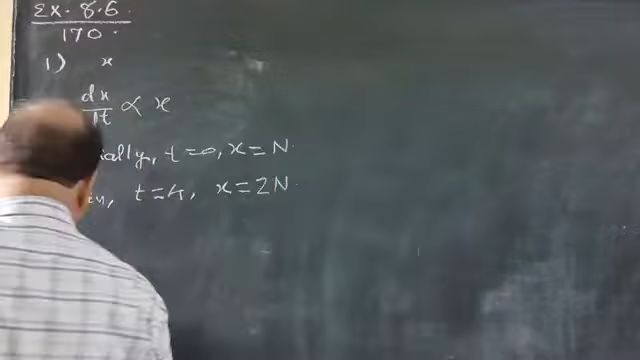 Ex. 8.6.
170.
1) x
dx/dt ∝ x
ially, t=0, x=N.
t=4, x=2N.